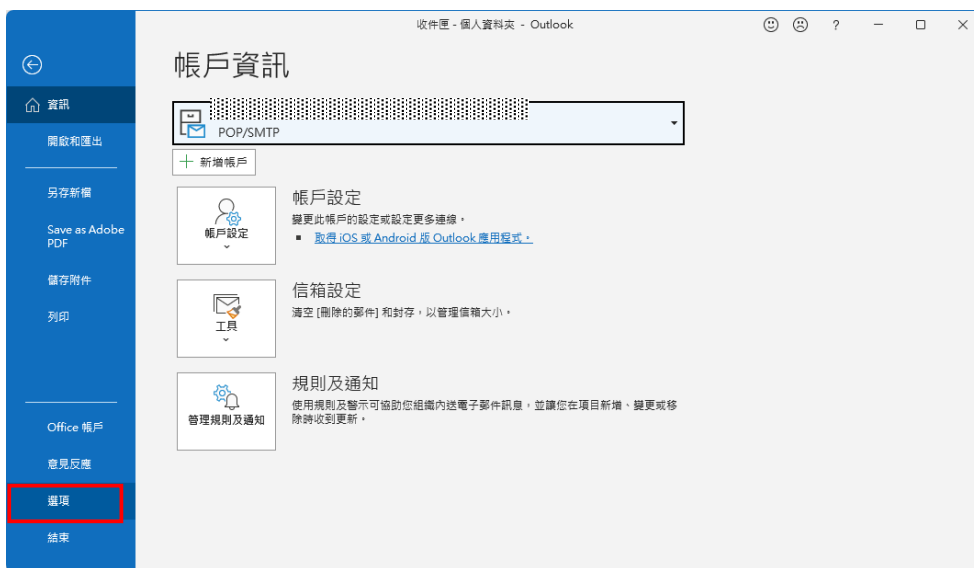 收件匣 - 個人資料夾 - Outlook
帳戶資訊
資訊
開啟和匯出
另存新檔
Save as Adobe
PDF
儲存附件
列印
Office 帳戶
意見反應
選項
結束
POP/SMTP
新增帳戶
帳戶設定
帳戶設定
變更此帳戶的設定或設定更多連線。
▪ 取得 iOS 或 Android 版 Outlook 應用程式。
工具
信箱設定
清空 [刪除的郵件] 和封存，以管理信箱大小。
管理規則及通知
規則及通知
使用規則及警示可協助您組織內送電子郵件訊息，並讓您在項目新增、變更或移
除時收到更新。